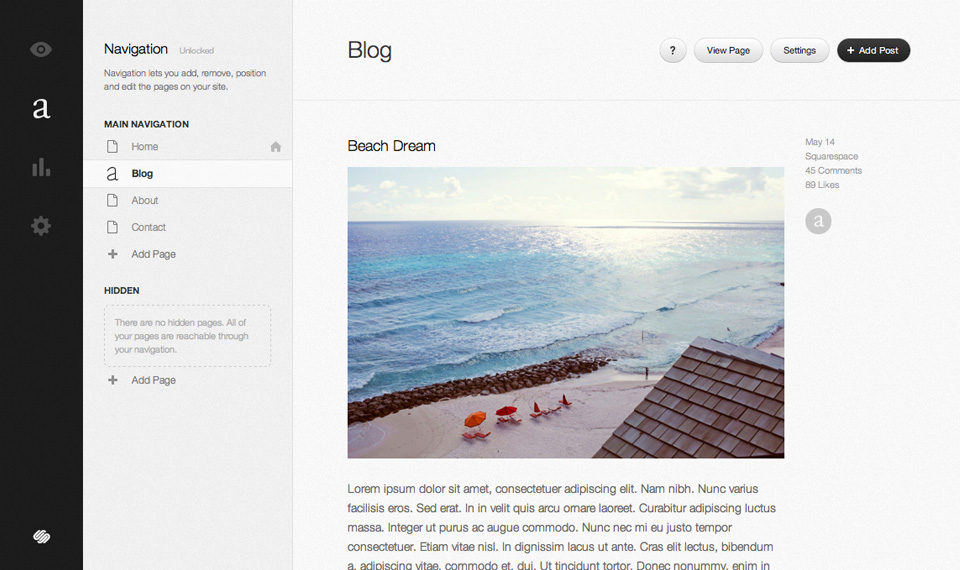 a
Navigation Unlocked
Navigation lets you add, remove, position
and edit the pages on your site.
MAIN NAVIGATION
Home
a Blog
About
Contact
+ Add Page
HIDDEN
There are no hidden pages. All of
your pages are reachable through
your navigation.
+ Add Page
Blog
? View Page Settings + Add Post
Beach Dream
May 14
Squarespace
45 Comments
89 Likes
a
Lorem ipsum dolor sit amet, consectetuer adipiscing elit. Nam nibh. Nunc varius
facilisis eros. Sed erat. In in velit quis arcu ornare laoreet. Curabitur adipiscing luctus
massa. Integer ut purus ac augue commodo. Nunc nec mi eu justo tempor
consectetuer. Etiam vitae nisl. In dignissim lacus ut ante. Cras elit lectus, bibendum
a, adipiscing vitae, commodo et, dui. Ut tincidunt tortor. Donec nonummy, enim in